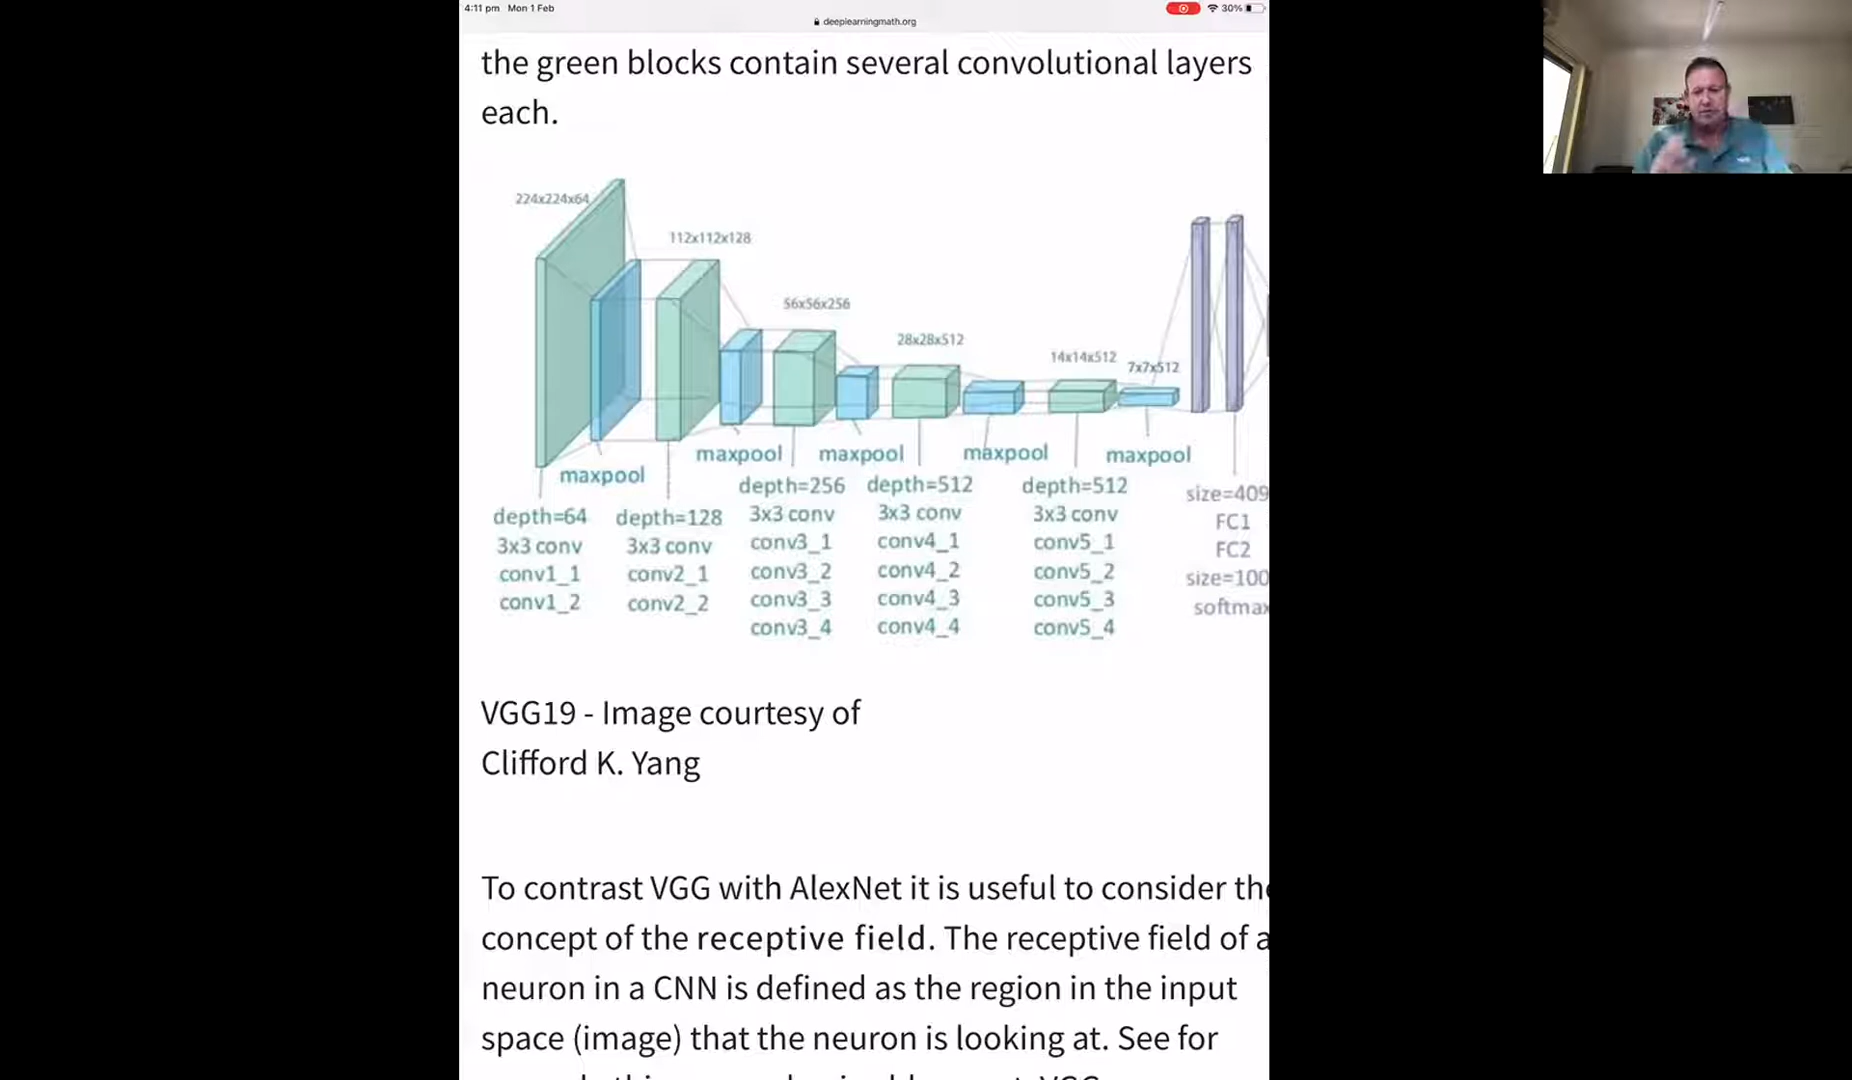 4:11 pm Mon 1 Feb
30%
deeplearningmath.org
the green blocks contain several convolutional layers
each.
224x224x64
112x112x128
56x56x256
28x28x512
14x14x512
7x7x512
maxpool
maxpool
maxpool
maxpool
maxpool
depth=64
3x3 conv
conv1_1
conv1_2
depth=128
3x3 conv
conv2_1
conv2_2
depth=256
3x3 conv
conv3_1
conv3_2
conv3_3
conv3_4
depth=512
3x3 conv
conv4_1
conv4_2
conv4_3
conv4_4
depth=512
3x3 conv
conv5_1
conv5_2
conv5_3
conv5_4
size=409
FC1
FC2
size=100
softmax
VGG19 - Image courtesy of
Clifford K. Yang
To contrast VGG with AlexNet it is useful to consider the
concept of the receptive field. The receptive field of a
neuron in a CNN is defined as the region in the input
space (image) that the neuron is looking at. See for